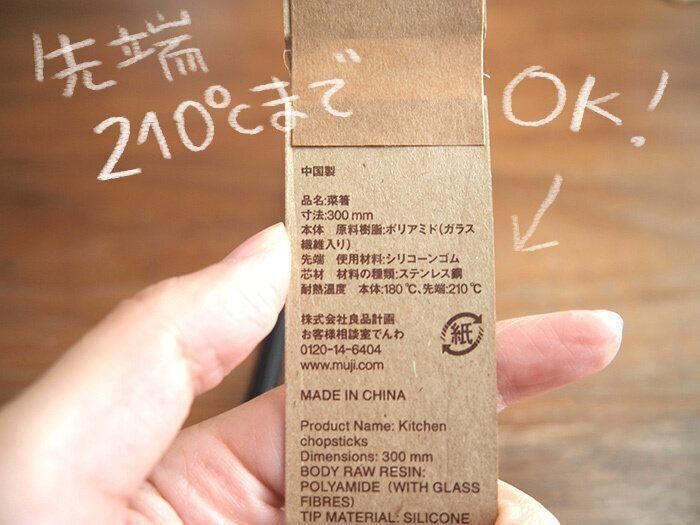 先端
210℃まで
OK!
中国製
品名:菜箸
寸法:300 mm
本体 原料樹脂:ポリアミド(ガラス
繊維入り)
先端 使用材料:シリコーンゴム
芯材 材料の種類:ステンレス鋼
耐熱温度 本体:180℃、先端:210℃
株式会社良品計画
お客様相談室でんわ
0120-14-6404
www.muji.com
紙
MADE IN CHINA
Product Name: Kitchen
chopsticks
Dimensions: 300 mm
BODY RAW RESIN:
POLYAMIDE (WITH GLASS
FIBRES)
TIP MATERIAL: SILICONE